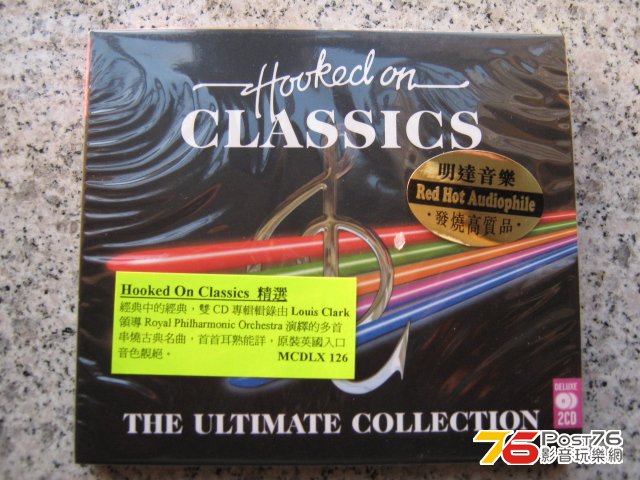 Hooked on
CLASSICS
明達音樂
Red Hot Audiophile
·發燒高質品·
Hooked On Classics 精選
經典中的經典，雙 CD 專輯輯錄由 Louis Clark
領導 Royal Philharmonic Orchestra 演繹的多首
串燒古典名曲，首首耳熟能詳，原裝英國入口
音色靚絕。 MCDLX 126
DELUXE
2CD
THE ULTIMATE COLLECTION
76 Post76
影音玩樂網